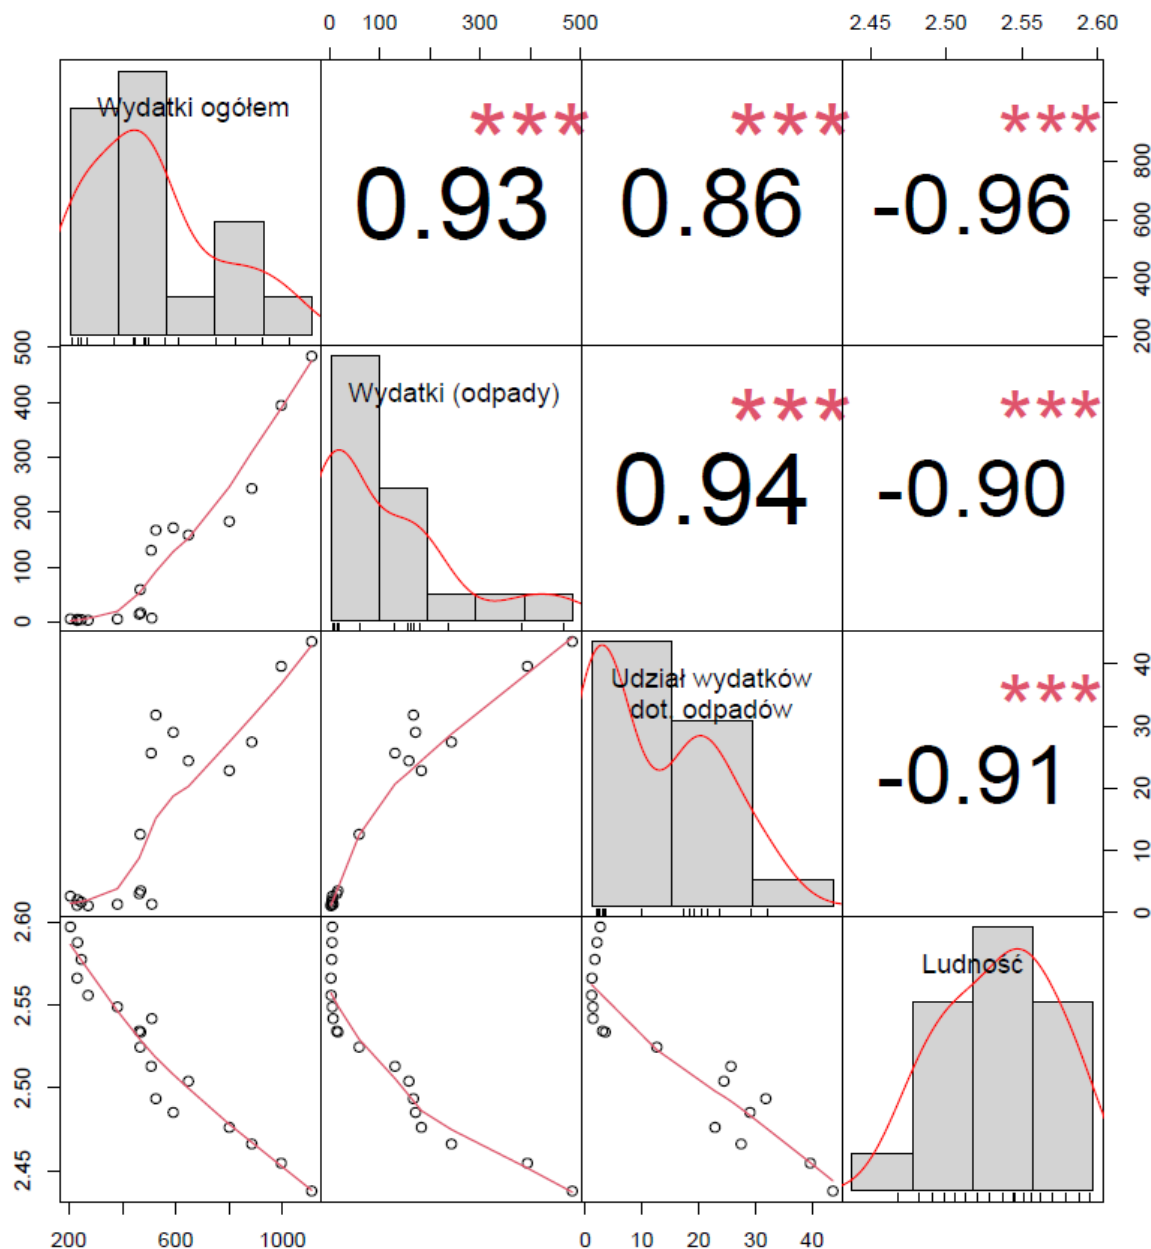 0 100 300 500 2.45 2.50 2.55 2.60
Wydatki ogółem
***
0.93
***
0.86
***
-0.96
200 400 600 800
0 100 200 300 400 500
Wydatki (odpady)
***
0.94
***
-0.90
Udział wydatków
dot. odpadów
***
-0.91
0 10 20 30 40
2.45 2.50 2.55 2.60
Ludność
200 600 1000 0 10 20 30 40